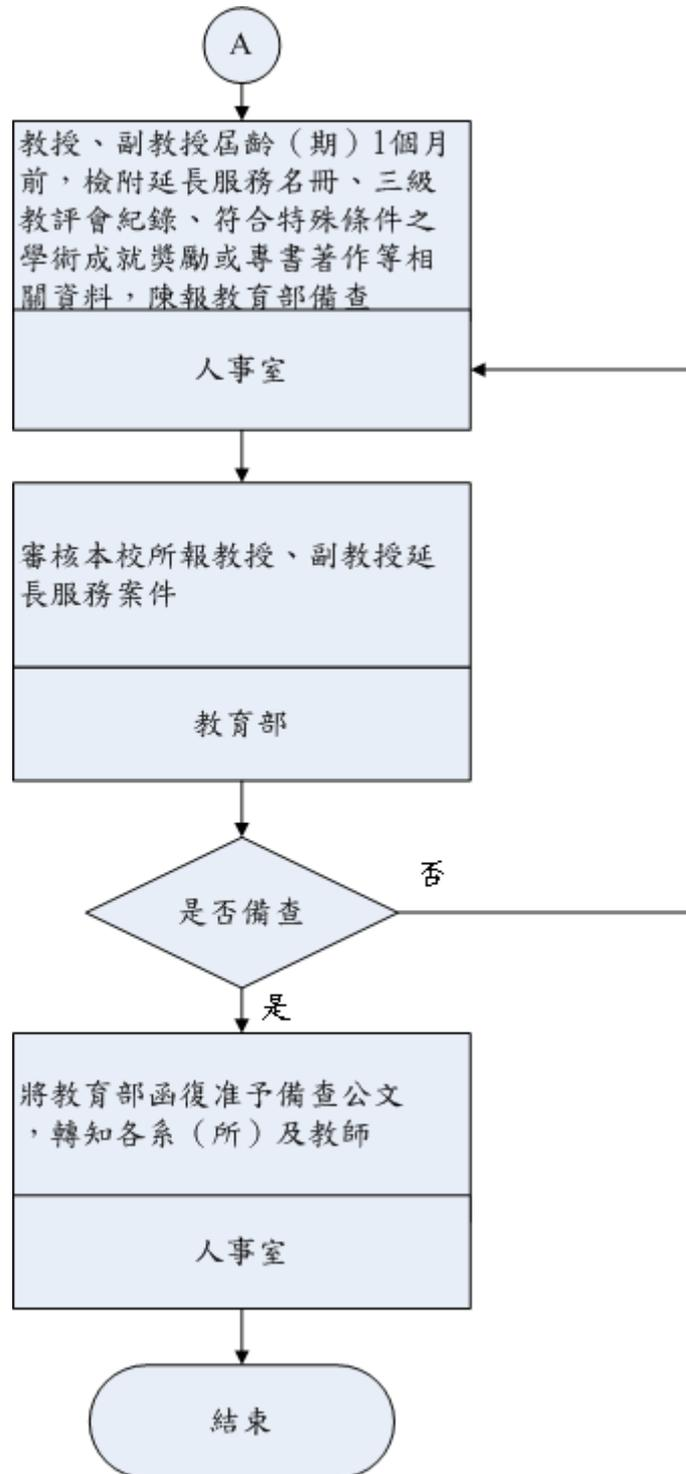 A
教授、副教授屆齡（期）1個月
前，檢附延長服務名冊、三級
教評會紀錄、符合特殊條件之
學術成就獎勵或專書著作等相
關資料，陳報教育部備查
人事室
審核本校所報教授、副教授延
長服務案件
教育部
是否備查
否
是
將教育部函復准予備查公文
，轉知各系（所）及教師
人事室
結束